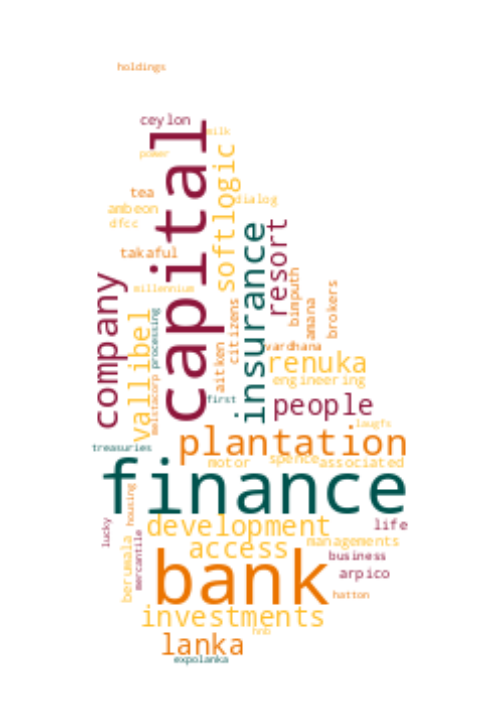 holdings
ceylon
milk
capital
power
softlogic
tea
dialog
ambeon
dfcc
resort
insurance
takaful
bimputh
company
millennium
amana
brokers
vallibel
processing
citizens
vardhana
aitken
renuka
melstacorp
engineering
first
people
laugfs
plantation
treasuries
motor
spence
associated
finance
housing
lucky
development
life
berumala
mercantile
access
managements
business
bank
arpico
hatton
investments
hnb
lanka
expolanka